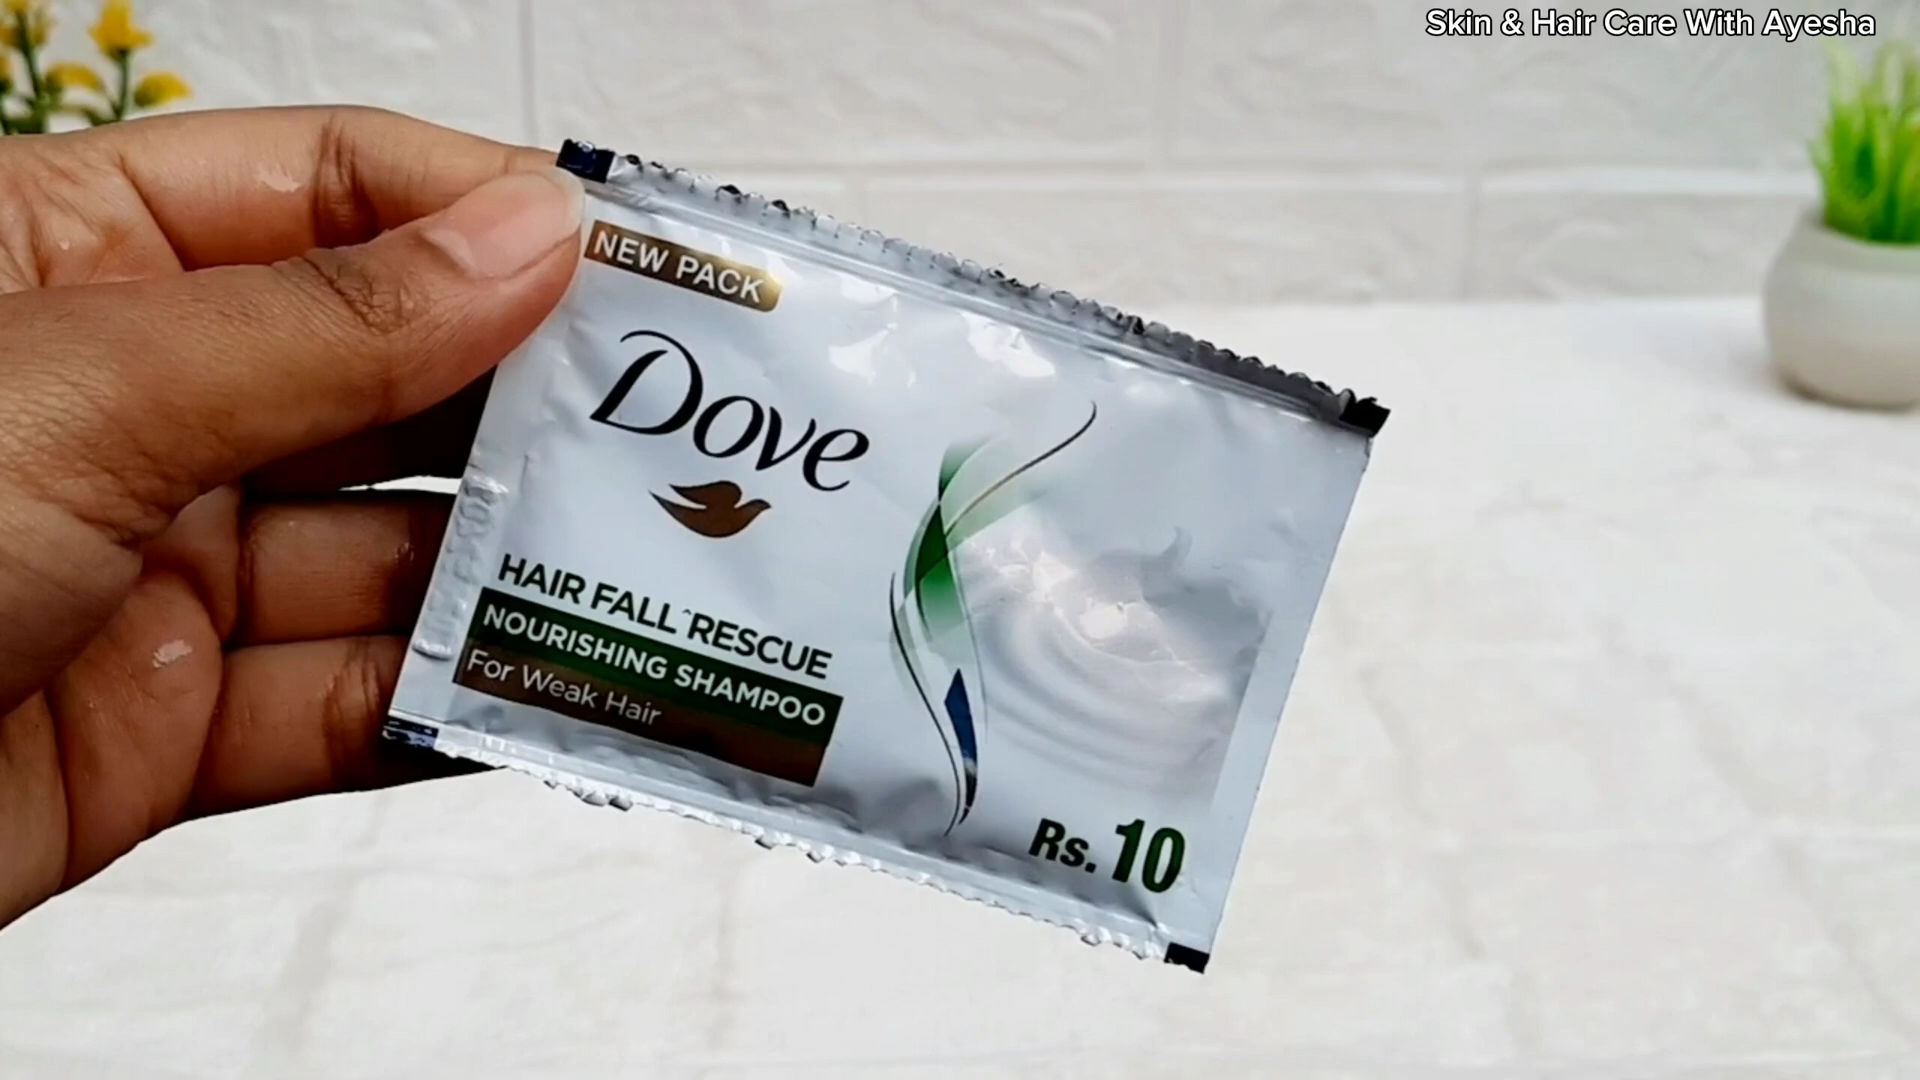 Skin & Hair Care With Ayesha
NEW PACK
Dove
HAIR FALL^RESCUE
NOURISHING SHAMPOO
For Weak Hair
Rs. 10